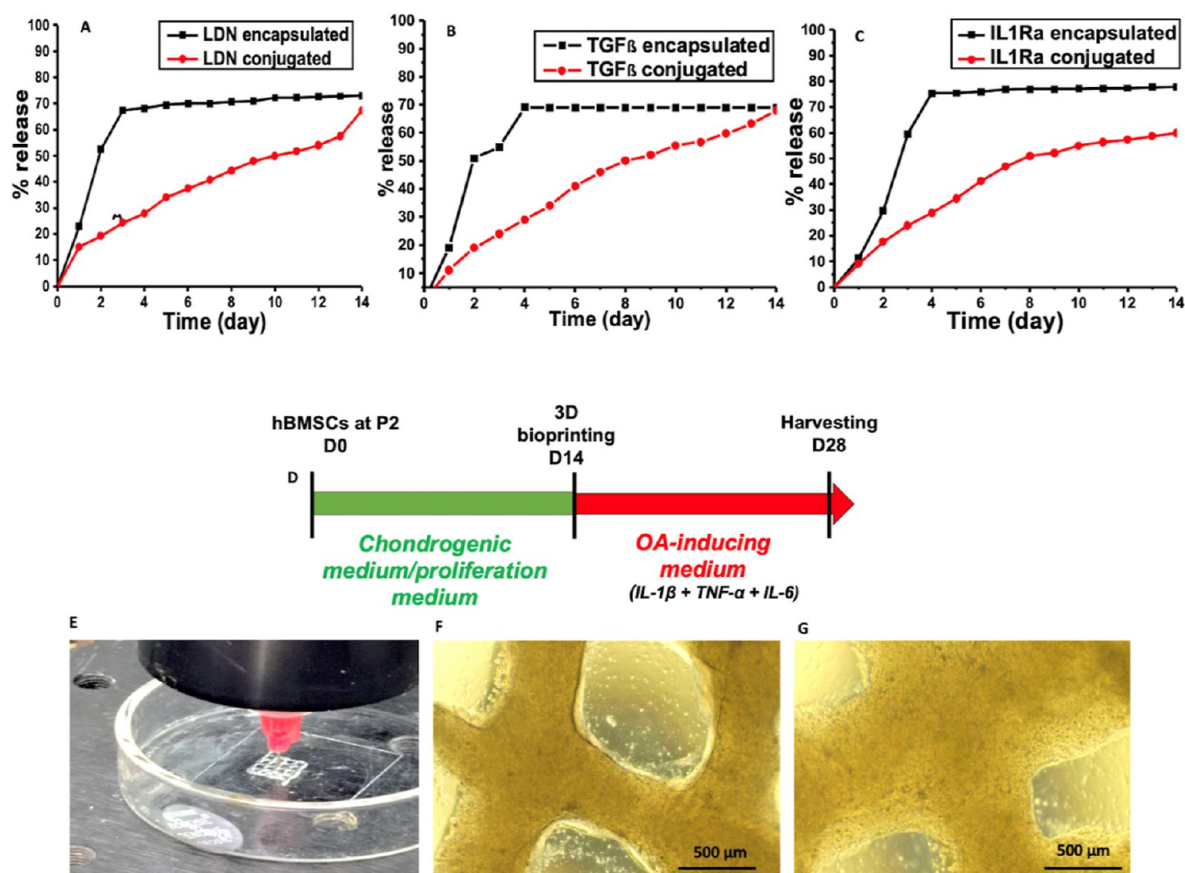 A
LDN encapsulated
LDN conjugated
% release
100
90
80
70
60
50
40
30
20
10
0
0 2 4 6 8 10 12 14
Time (day)
B
TGFß encapsulated
TGFß conjugated
% release
100
90
80
70
60
50
40
30
20
10
0 2 4 6 8 10 12 14
Time (day)
C
IL1Ra encapsulated
IL1Ra conjugated
% release
100
90
80
70
60
50
40
30
20
10
0
0 2 4 6 8 10 12 14
Time (day)
D
hBMSCs at P2
D0
3D
bioprinting
D14
Harvesting
D28
Chondrogenic
medium/proliferation
medium
OA-inducing
medium
(IL-1β + TNF-α + IL-6)
E
F
500 µm
G
500 µm